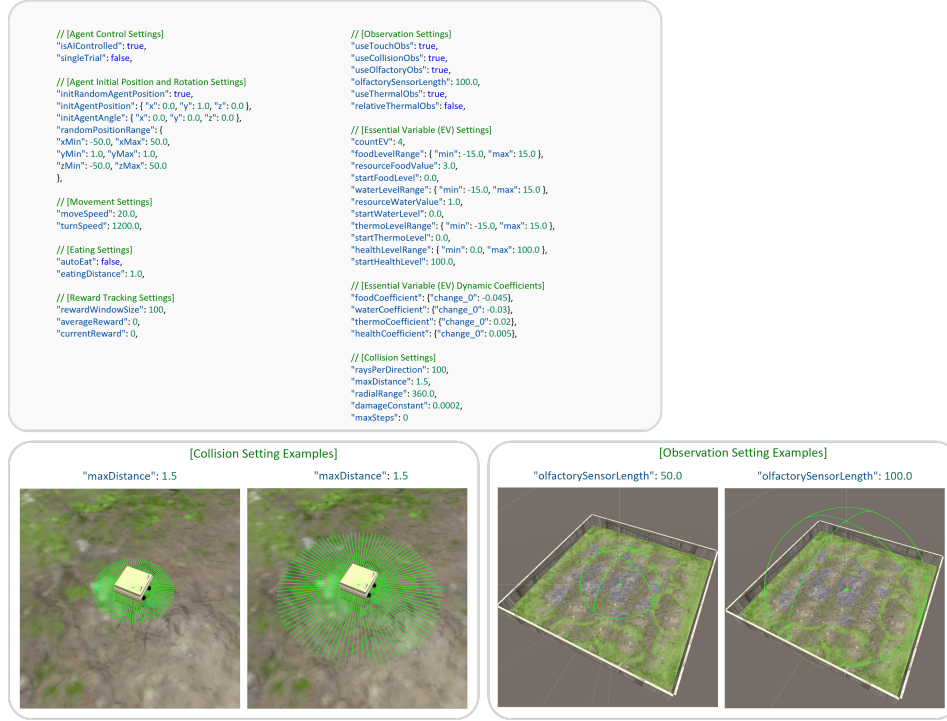 // [Agent Control Settings]
"isAIControlled": true,
"singleTrial": false,
// [Agent Initial Position and Rotation Settings]
"initRandomAgentPosition": true,
"initAgentPosition": { "x": 0.0, "y": 1.0, "z": 0.0 },
"initAgentAngle": { "x": 0.0, "y": 0.0, "z": 0.0 },
"randomPositionRange": {
"xMin": -50.0, "xMax": 50.0,
"yMin": 1.0, "yMax": 1.0,
"zMin": -50.0, "zMax": 50.0
},
// [Movement Settings]
"moveSpeed": 20.0,
"turnSpeed": 1200.0,
// [Eating Settings]
"autoEat": false,
"eatingDistance": 1.0,
// [Reward Tracking Settings]
"rewardWindowSize": 100,
"averageReward": 0,
"currentReward": 0,
// [Observation Settings]
"useTouchObs": true,
"useCollisionObs": true,
"useOlfactoryObs": true,
"olfactorySensorLength": 100.0,
"useThermalObs": true,
"relativeThermalObs": false,
// [Essential Variable (EV) Settings]
"countEV": 4,
"foodLevelRange": { "min": -15.0, "max": 15.0 },
"resourceFoodValue": 3.0,
"startFoodLevel": 0.0,
"waterLevelRange": { "min": -15.0, "max": 15.0 },
"resourceWaterValue": 1.0,
"startWaterLevel": 0.0,
"thermoLevelRange": { "min": -15.0, "max": 15.0 },
"startThermoLevel": 0.0,
"healthLevelRange": { "min": 0.0, "max": 100.0 },
"startHealthLevel": 100.0,
// [Essential Variable (EV) Dynamic Coefficients]
"foodCoefficient": {"change_0": -0.045},
"waterCoefficient": {"change_0": -0.03},
"thermoCoefficient": {"change_0": 0.02},
"healthCoefficient": {"change_0": 0.005},
// [Collision Settings]
"raysPerDirection": 100,
"maxDistance": 1.5,
"radialRange": 360.0,
"damageConstant": 0.0002,
"maxSteps": 0
[Collision Setting Examples]
"maxDistance": 1.5
"maxDistance": 1.5
[Observation Setting Examples]
"olfactorySensorLength": 50.0
"olfactorySensorLength": 100.0